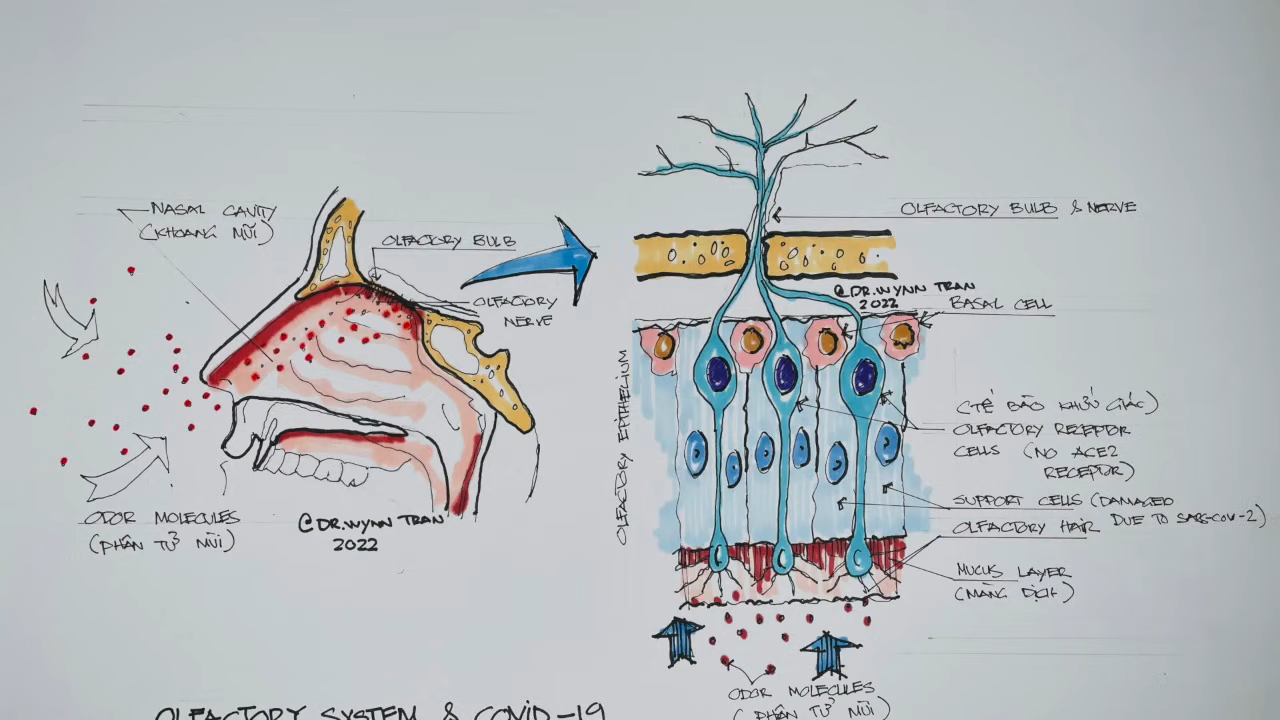 NASAL CAVITY
(KHOANG MŨI)
OLFACTORY BULB
OLFACTORY
NERVE
ODOR MOLECULES
(PHÂN TỬ MÙI)
@DR.WYNN TRAN
2022
OLFACTORY BULB & NERVE
@DR.WYNN TRAN
2022
BASAL CELL
OLFACTORY EPITHELIUM
(TẾ BÀO KHỨU GIÁC)
OLFACTORY RECEPTOR
CELLS (NO ACE2
RECEPTOR)
SUPPORT CELLS (DAMAGED
DUE TO SARS-COV-2)
OLFACTORY HAIR
MUCUS LAYER
(MÀNG DỊCH)
ODOR MOLECULES
(PHÂN TỬ MÙI)
OLFACTORY SYSTEM & COVID-19